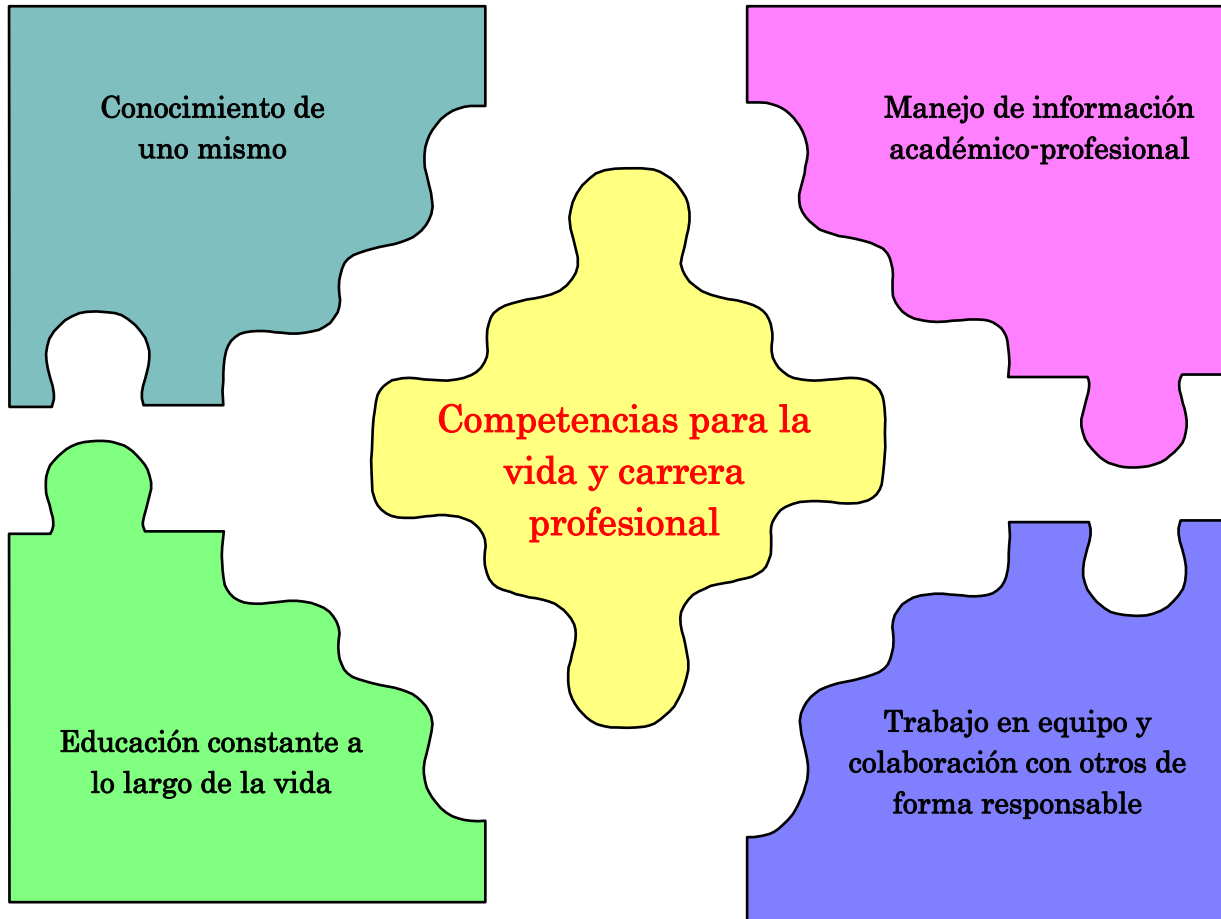 Conocimiento de
uno mismo
Manejo de información
académico-profesional
Competencias para la
vida y carrera
profesional
Educación constante a
lo largo de la vida
Trabajo en equipo y
colaboración con otros de
forma responsable